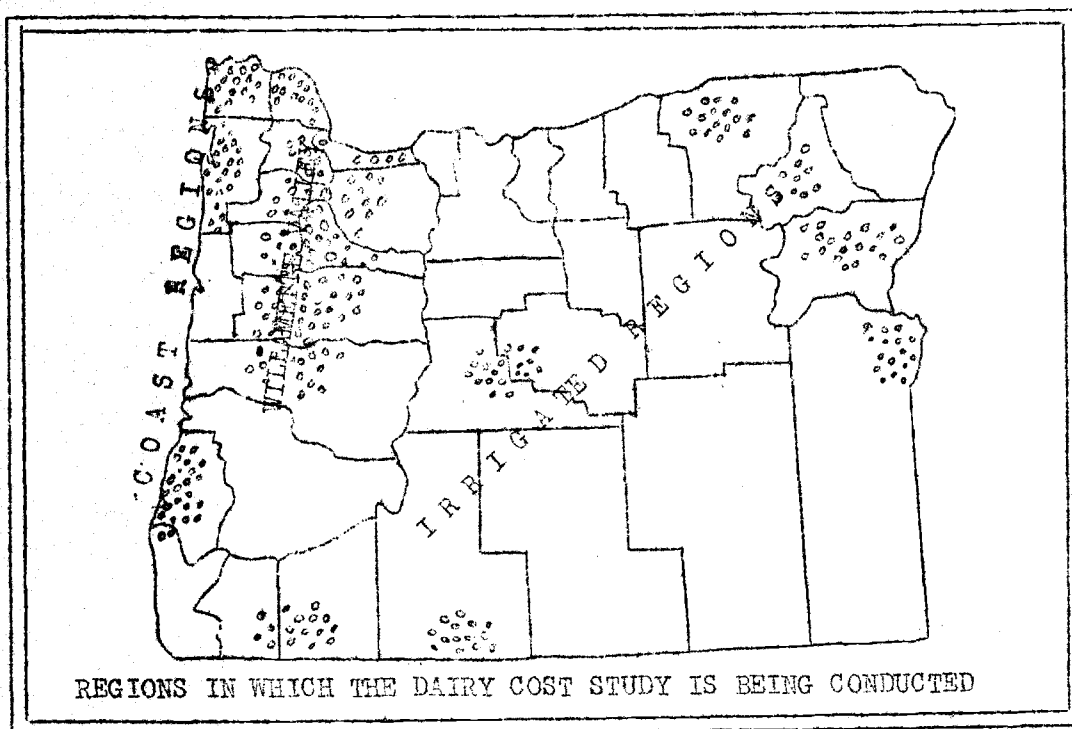 COAST REGIONS
WILLAMETTE VALLEY
IRRIGATED REGIONS
REGIONS IN WHICH THE DAIRY COST STUDY IS BEING CONDUCTED